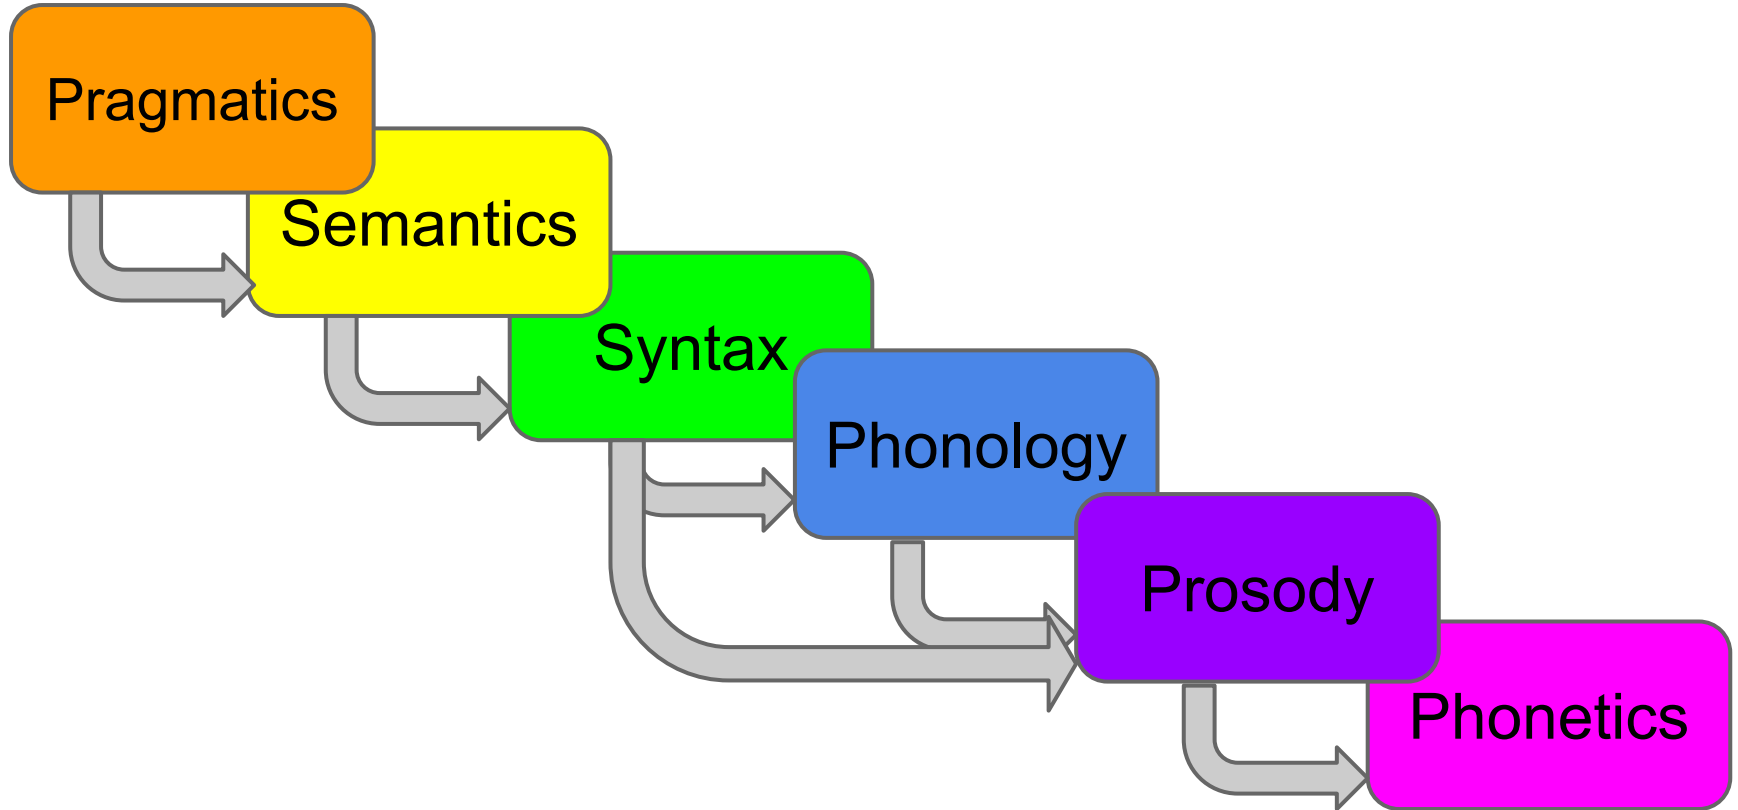 Pragmatics
Semantics
Syntax
Phonology
Prosody
Phonetics